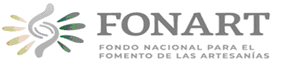 FONART
FONDO NACIONAL PARA EL
FOMENTO DE LAS ARTESANÍAS